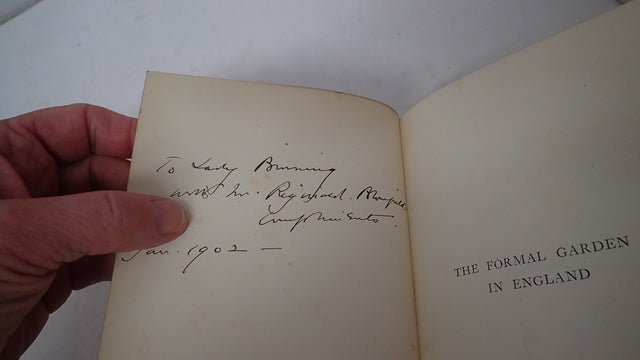 To Lady Binning
with Mr. Reginald. Blomfield
Compliments.
Jan. 1902 —
THE FORMAL GARDEN
IN ENGLAND